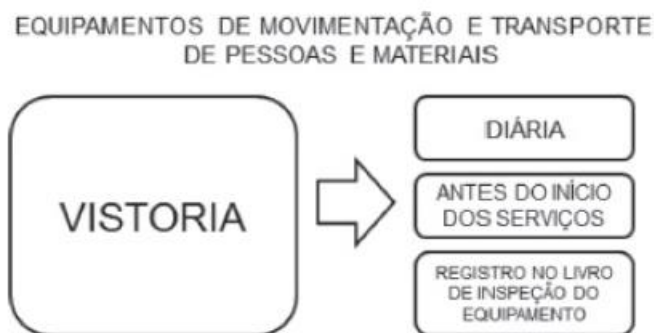 EQUIPAMENTOS DE MOVIMENTAÇÃO E TRANSPORTE
DE PESSOAS E MATERIAIS
VISTORIA
DIÁRIA
ANTES DO INÍCIO
DOS SERVIÇOS
REGISTRO NO LIVRO
DE INSPEÇÃO DO
EQUIPAMENTO